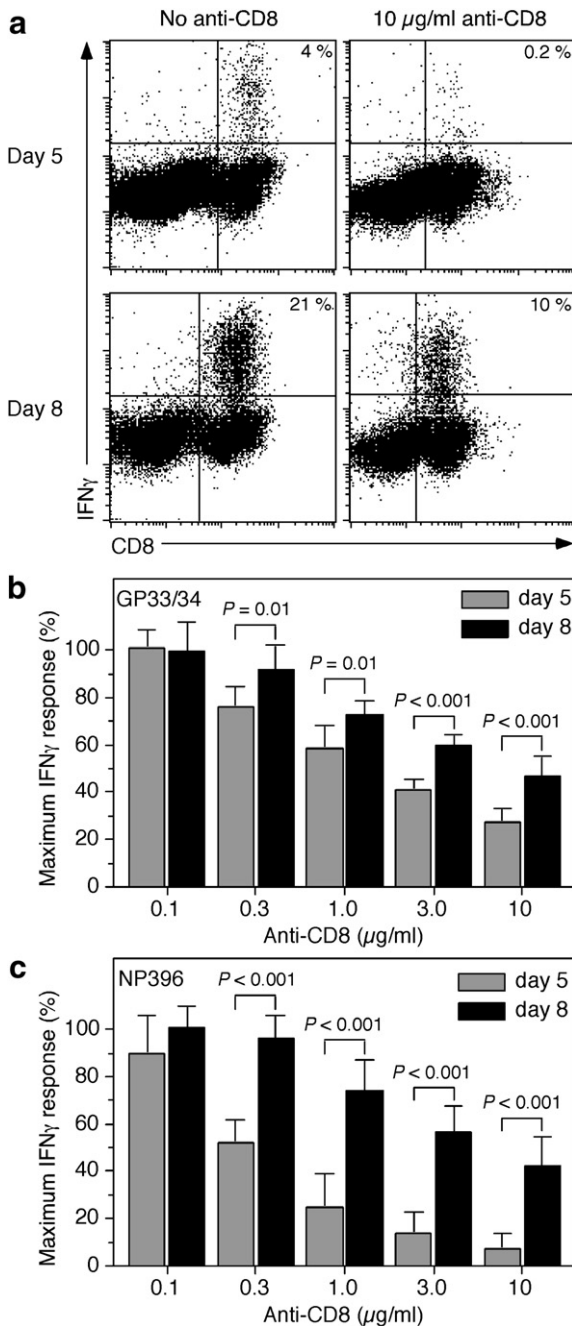 a
No anti-CD8
10 µg/ml anti-CD8
4 %
0.2 %
Day 5
21 %
10 %
Day 8
IFNγ
CD8
b
GP33/34
day 5
day 8
P = 0.01
P = 0.01
P < 0.001
P < 0.001
Maximum IFNγ response (%)
100
80
60
40
20
0
0.1 0.3 1.0 3.0 10
Anti-CD8 (µg/ml)
c
NP396
day 5
day 8
P < 0.001
P < 0.001
P < 0.001
P < 0.001
Maximum IFNγ response (%)
100
80
60
40
20
0
0.1 0.3 1.0 3.0 10
Anti-CD8 (µg/ml)